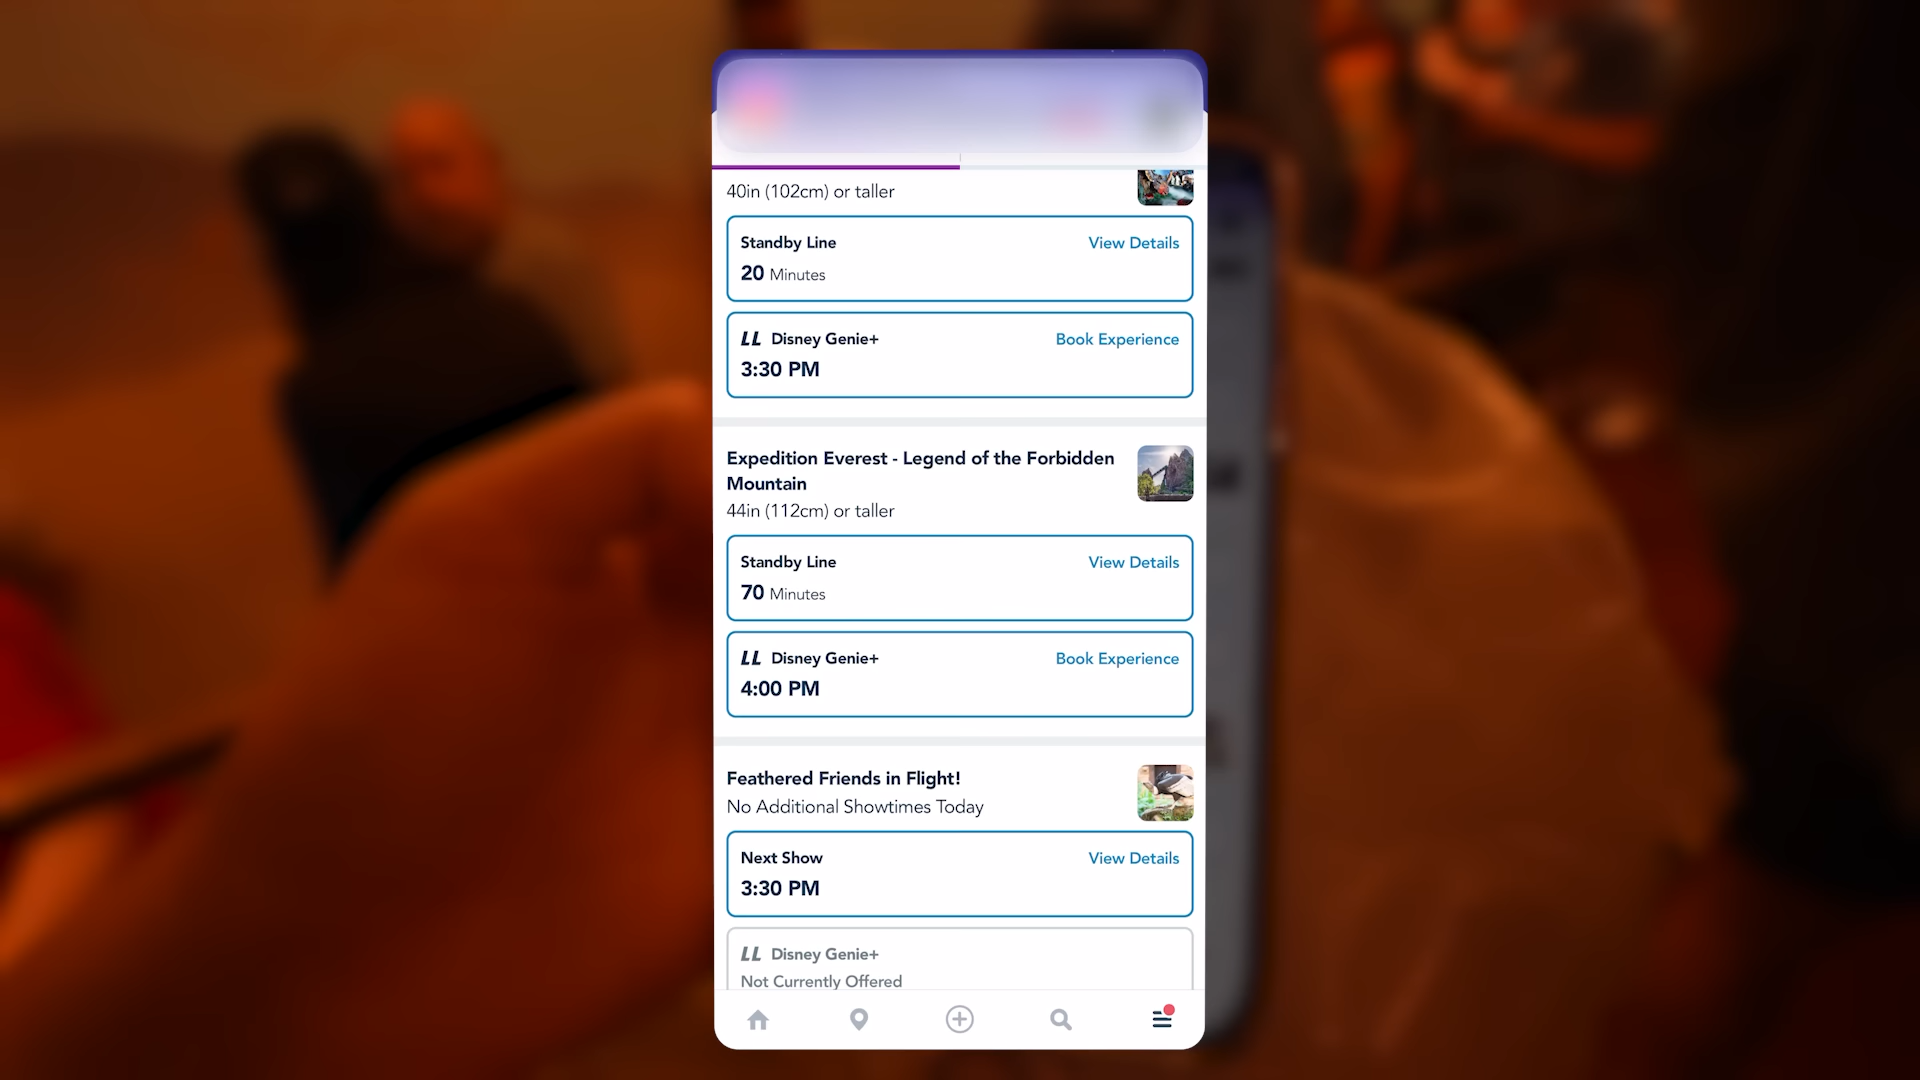 40in (102cm) or taller
Standby Line View Details
20 Minutes
LL Disney Genie+ Book Experience
3:30 PM
Expedition Everest - Legend of the Forbidden
Mountain
44in (112cm) or taller
Standby Line View Details
70 Minutes
LL Disney Genie+ Book Experience
4:00 PM
Feathered Friends in Flight!
No Additional Showtimes Today
Next Show View Details
3:30 PM
LL Disney Genie+
Not Currently Offered